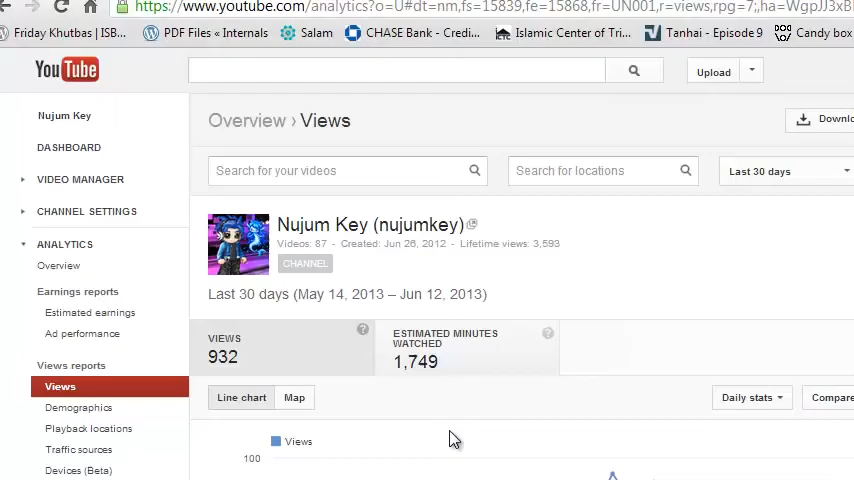 https://www.youtube.com/analytics?o=U#dt=nm,fs=15839,fe=15868,fr=UN001,r=views,rpg=7;,ha=WgpJJ3xB
Friday Khutbas | ISB... PDF Files « Internals Salam CHASE Bank - Credi... Islamic Center of Tri... Tanhai - Episode 9 Candy box
YouTube Upload
Nujum Key
Overview › Views
Downlo
DASHBOARD
VIDEO MANAGER
Search for your videos Search for locations Last 30 days
CHANNEL SETTINGS
Nujum Key (nujumkey)
Videos: 87 - Created: Jun 26, 2012 - Lifetime views: 3,593
CHANNEL
ANALYTICS
Overview
Earnings reports
Estimated earnings
Ad performance
Last 30 days (May 14, 2013 – Jun 12, 2013)
VIEWS ?
932
ESTIMATED MINUTES ?
WATCHED
1,749
Views reports
Views
Demographics
Playback locations
Traffic sources
Devices (Beta)
Line chart Map Daily stats Compare
Views
100